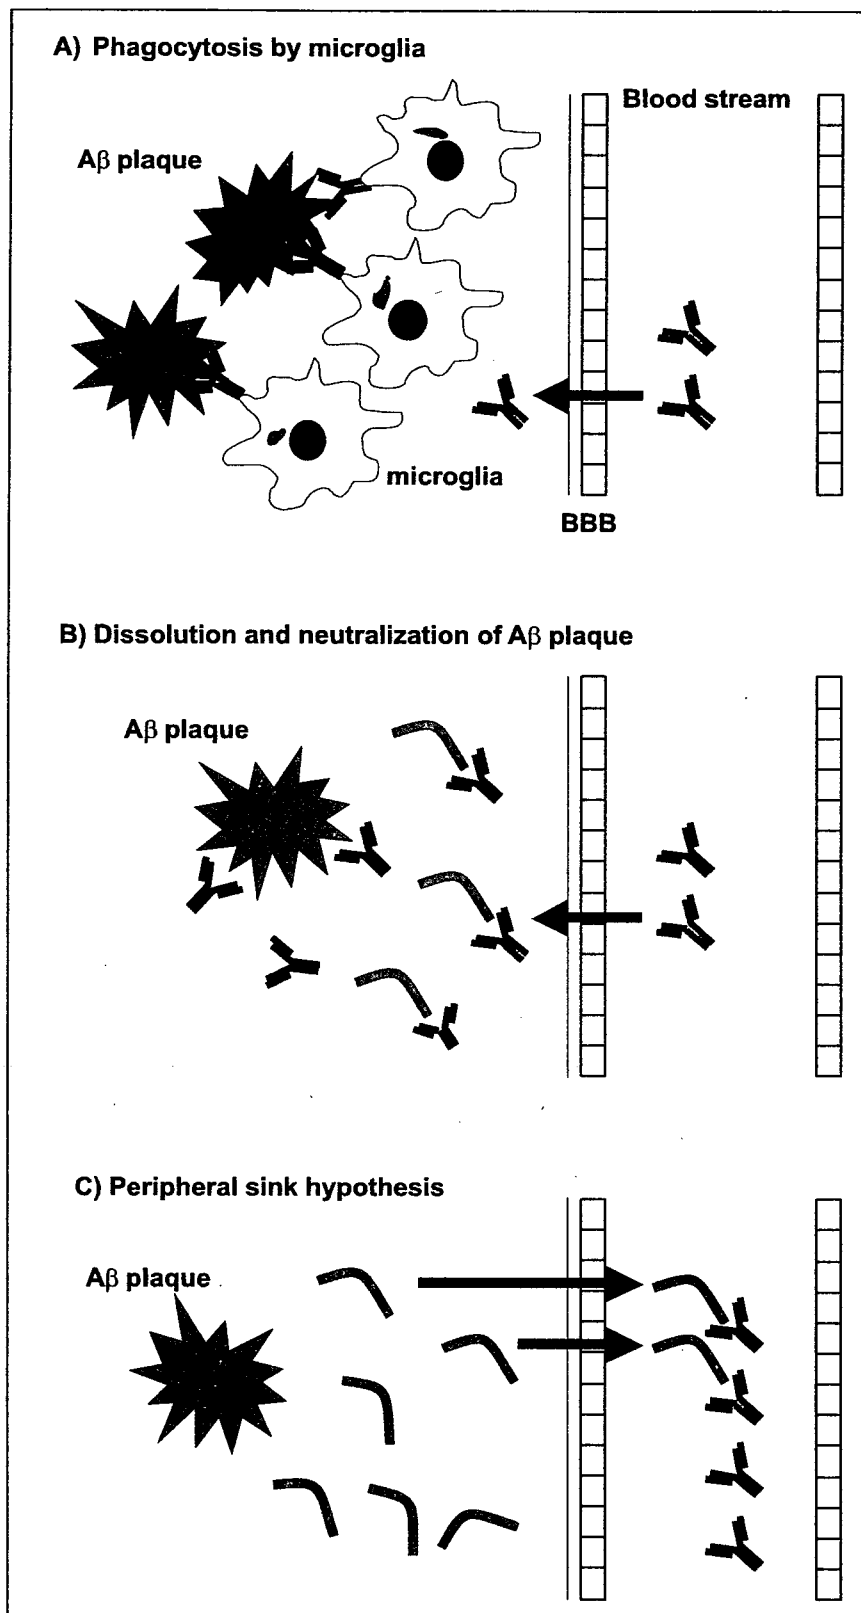 A) Phagocytosis by microglia
Blood stream
Aβ plaque
microglia
BBB
B) Dissolution and neutralization of Aβ plaque
Aβ plaque
C) Peripheral sink hypothesis
Aβ plaque